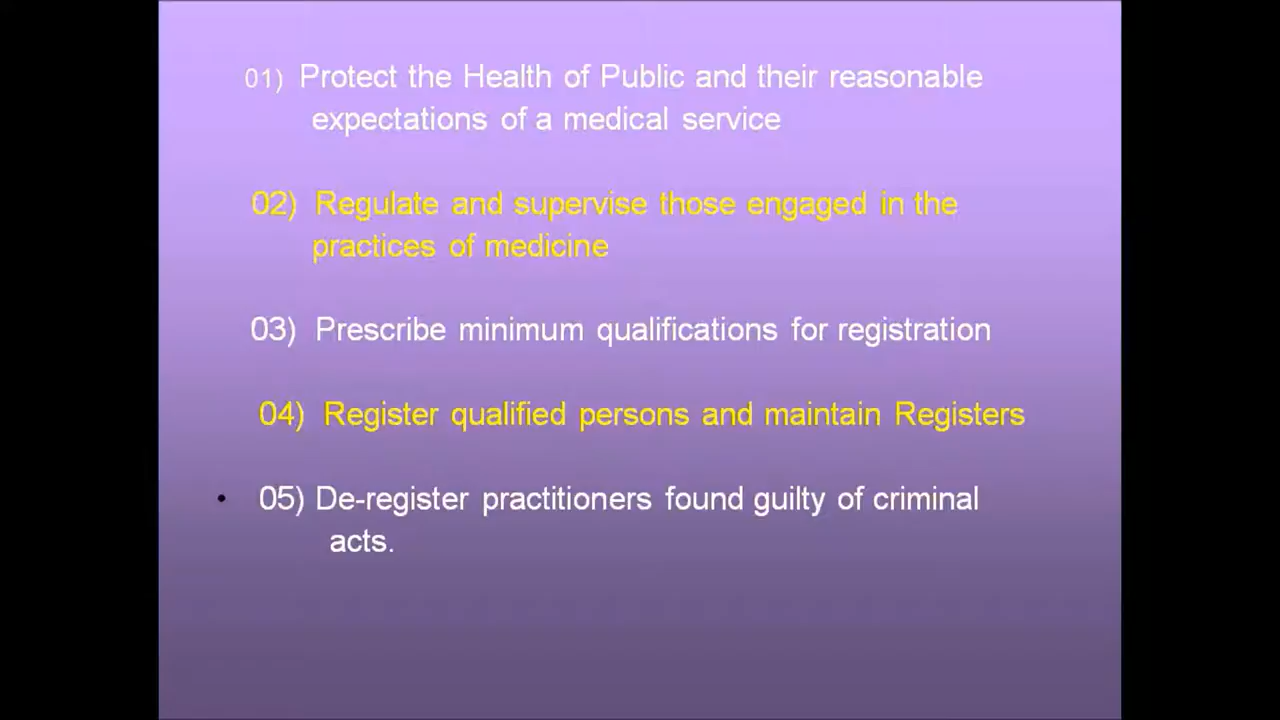 01) Protect the Health of Public and their reasonable
expectations of a medical service
02) Regulate and supervise those engaged in the
practices of medicine
03) Prescribe minimum qualifications for registration
04) Register qualified persons and maintain Registers
• 05) De-register practitioners found guilty of criminal
acts.